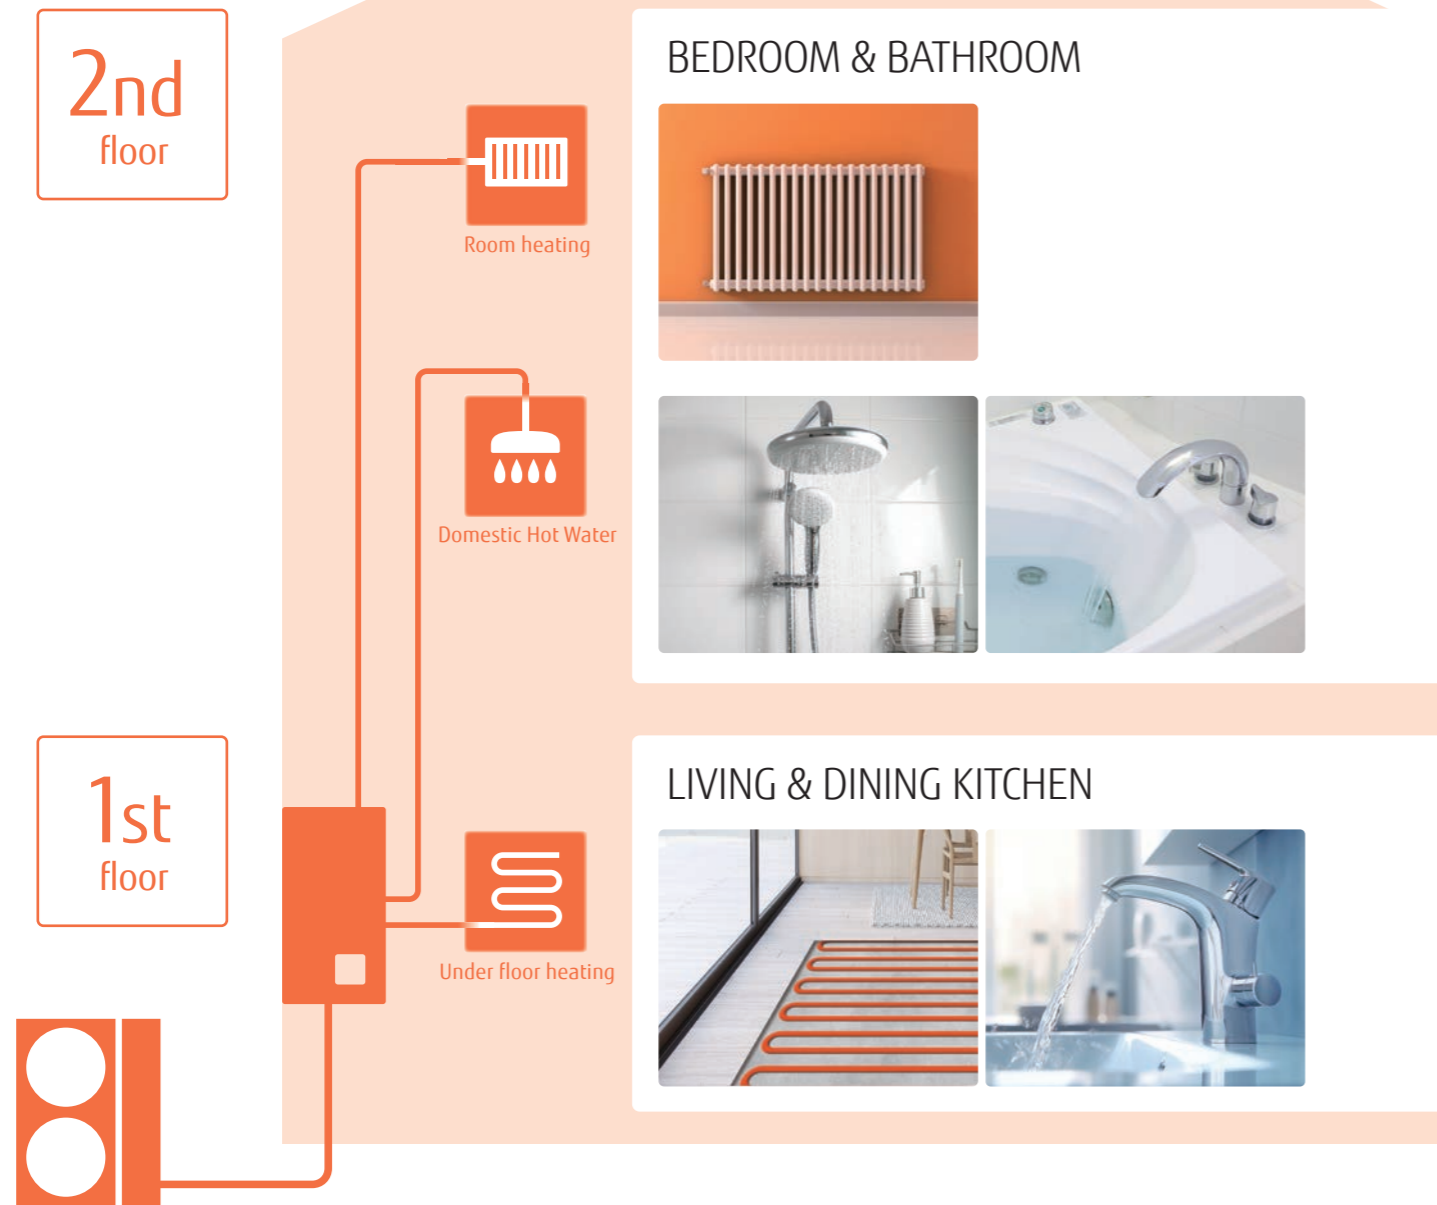 2nd
floor
BEDROOM & BATHROOM
Room heating
Domestic Hot Water
1st
floor
LIVING & DINING KITCHEN
Under floor heating